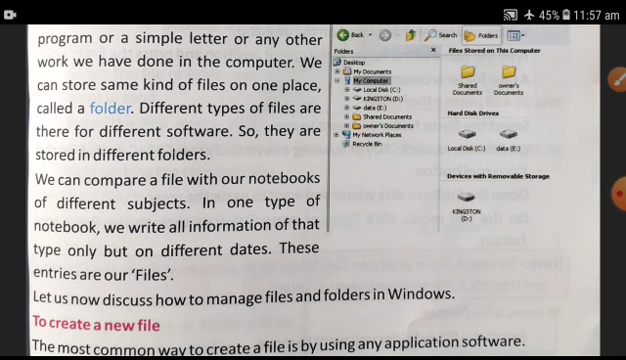 45% 11:57 am
program or a simple letter or any other
work we have done in the computer. We
can store same kind of files on one place,
called a folder. Different types of files are
there for different software. So, they are
stored in different folders.
We can compare a file with our notebooks
of different subjects. In one type of
notebook, we write all information of that
type only but on different dates. These
entries are our 'Files'.
Let us now discuss how to manage files and folders in Windows.
To create a new file
The most common way to create a file is by using any application software.
Back Search Folders
Folders
Desktop
My Documents
My Computer
Local Disk (C:)
KINGSTON (D:)
data (E:)
Shared Documents
owner's Documents
My Network Places
Recycle Bin
Files Stored on This Computer
Shared Documents
owner's Documents
Hard Disk Drives
Local Disk (C:)
data (E:)
Devices with Removable Storage
KINGSTON
(D:)